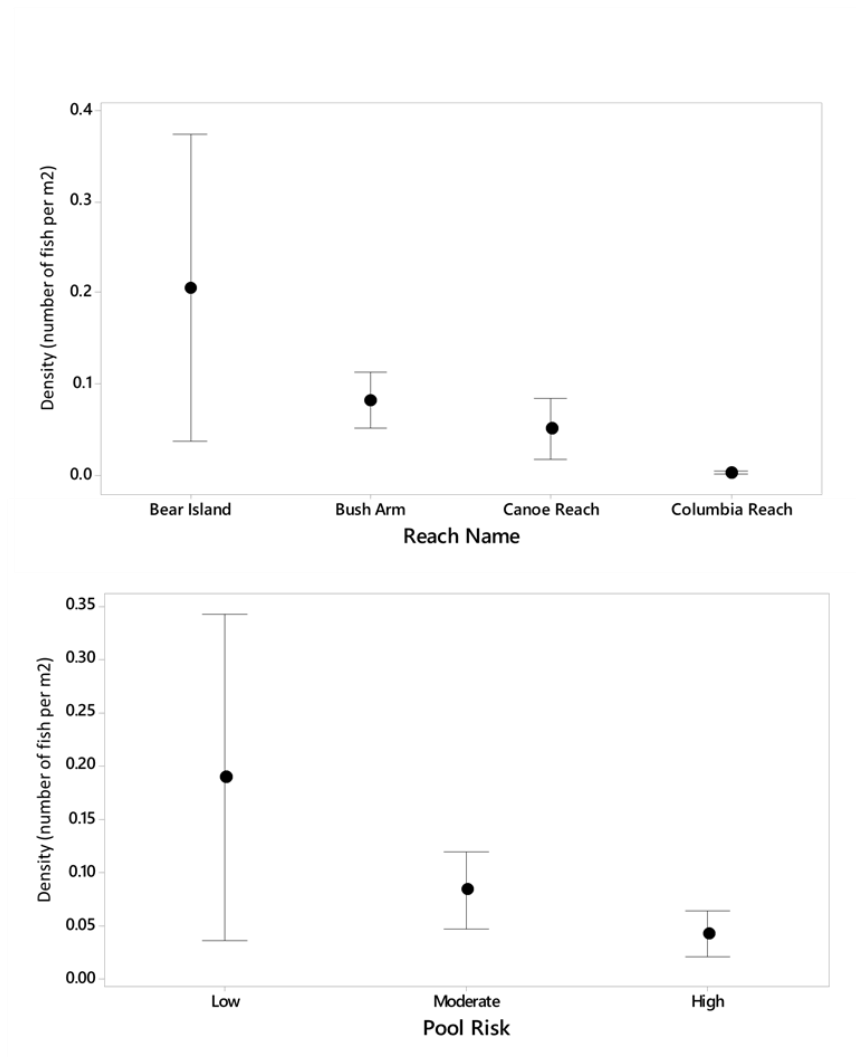 0.4
0.3
0.2
0.1
0.0
Density (number of fish per m2)
Bear Island Bush Arm Canoe Reach Columbia Reach
Reach Name
0.35
0.30
0.25
0.20
0.15
0.10
0.05
0.00
Density (number of fish per m2)
Low Moderate High
Pool Risk